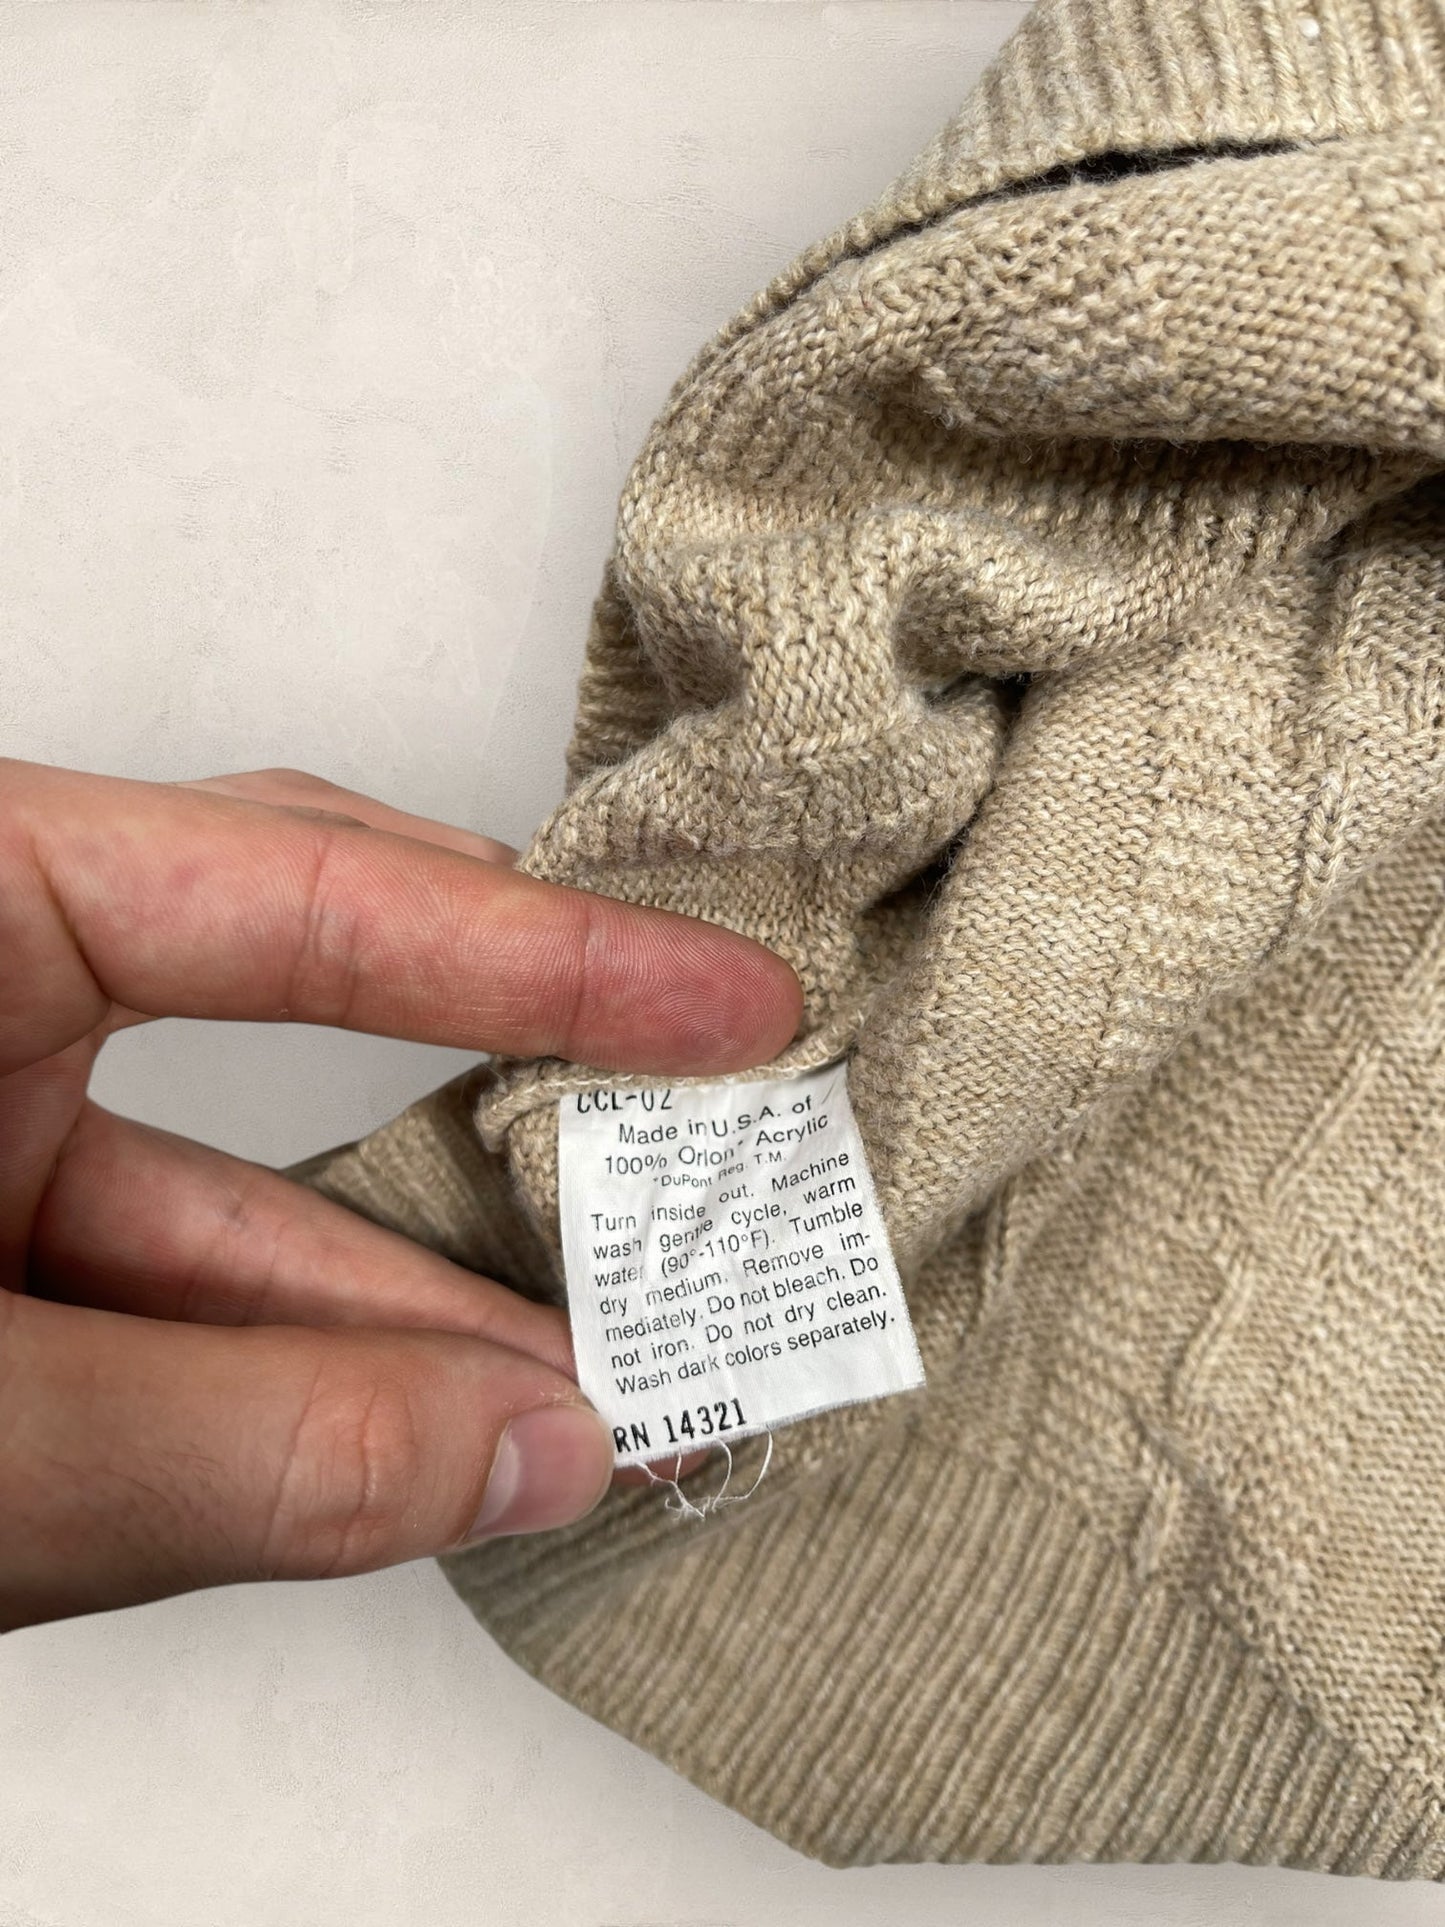 CCL-02
Made in U.S.A. of
100% Orlon* Acrylic
*DuPont Reg. T.M.
Turn inside out. Machine
wash gentle cycle, warm
water (90°-110°F). Tumble
dry medium. Remove im-
mediately. Do not bleach. Do
not iron. Do not dry clean.
Wash dark colors separately.
RN 14321